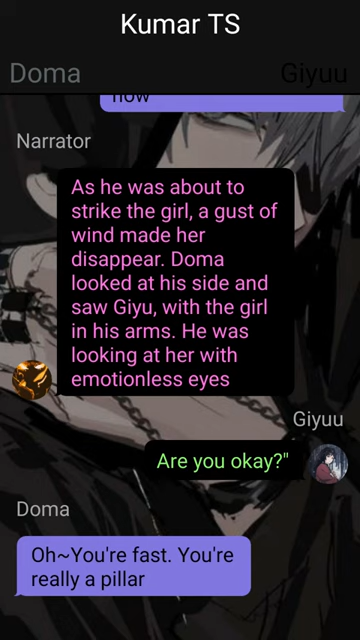 Kumar TS
Doma
Giyuu
now
Narrator
As he was about to
strike the girl, a gust of
wind made her
disappear. Doma
looked at his side and
saw Giyu, with the girl
in his arms. He was
looking at her with
emotionless eyes
Giyuu
Are you okay?"
Doma
Oh~You're fast. You're
really a pillar